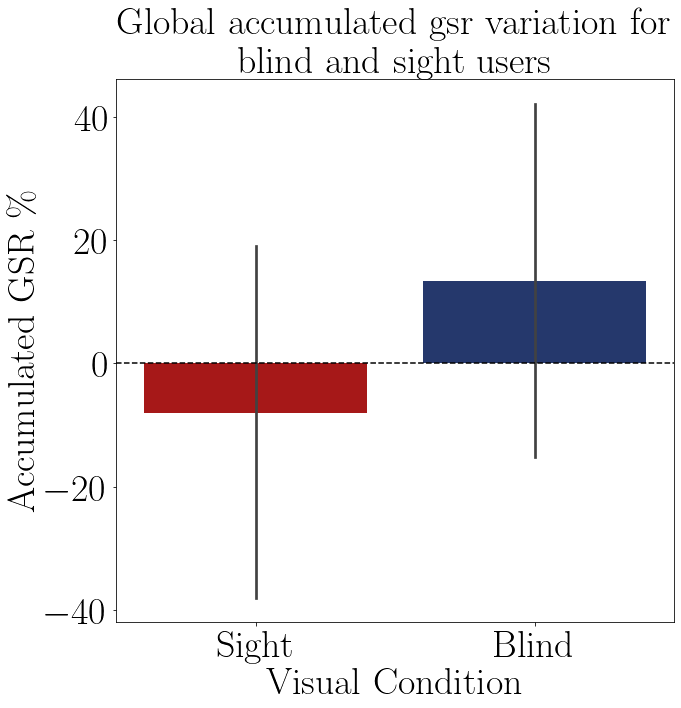 Global accumulated gsr variation for
blind and sight users
Accumulated GSR %
40
20
0
−20
−40
Sight Blind
Visual Condition